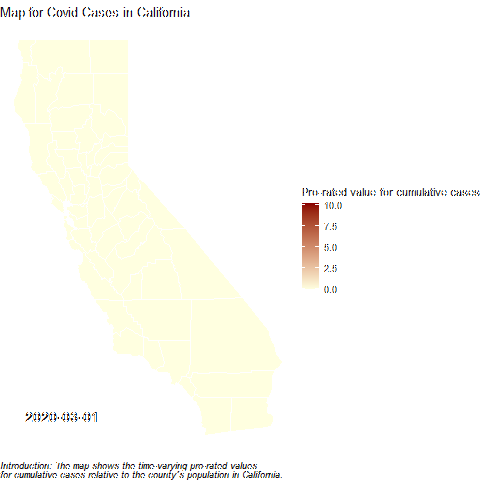 Map for Covid Cases in California
Pro-rated value for cumulative cases
10.0
7.5
5.0
2.5
0.0
2020-03-01
Introduction: The map shows the time-varying pro-rated values
for cumulative cases relative to the county's population in California.